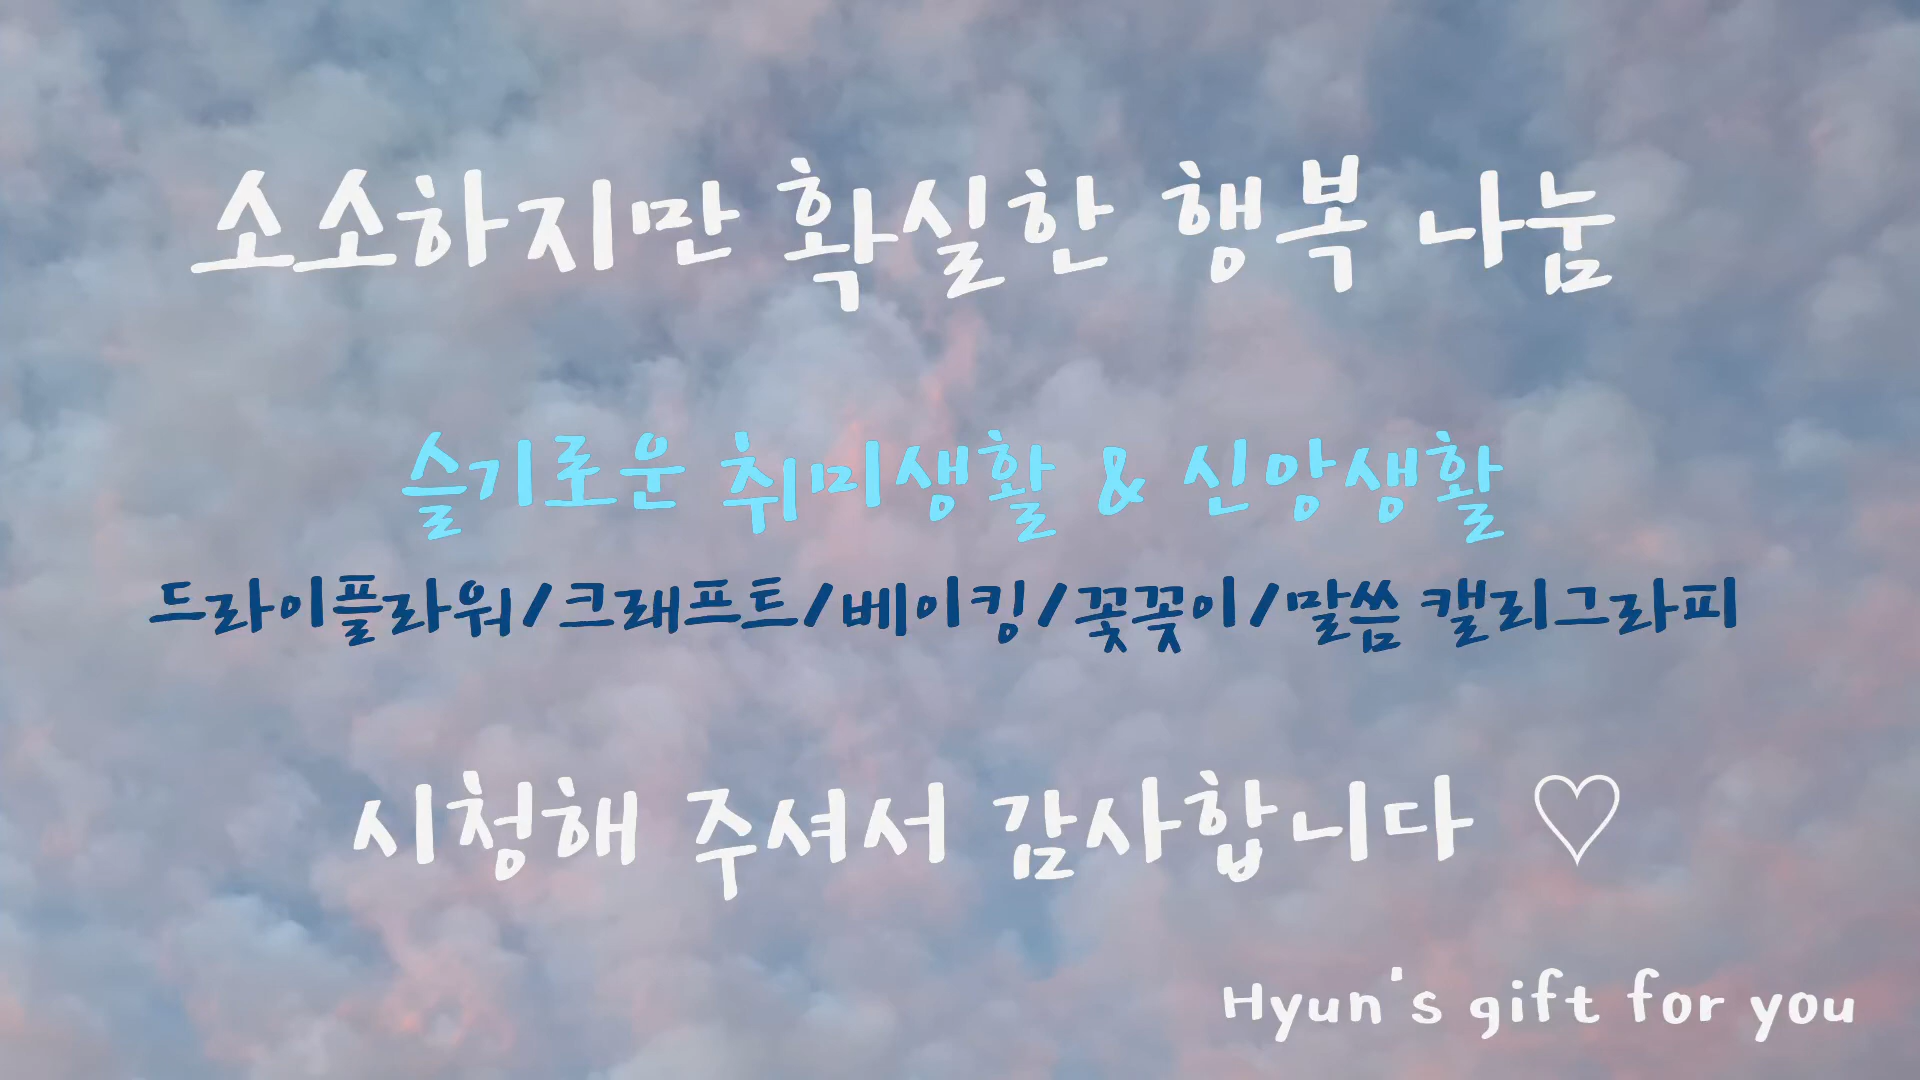 소소하지만 확실한 행복 나눔
슬기로운 취미생활 & 신앙생활
드라이플라워/크래프트/베이킹/꽃꽂이/말씀 캘리그라피
시청해 주셔서 감사합니다 ♡
Hyun's gift for you